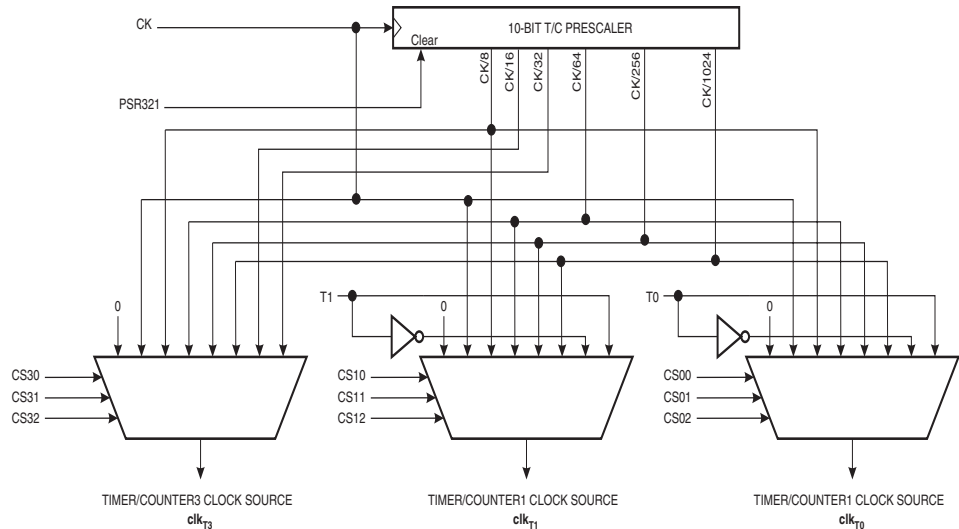 CK
10-BIT T/C PRESCALER
Clear
CK/8
CK/16
CK/32
CK/64
CK/256
CK/1024
PSR321
T1
T0
0
0
0
CS30
CS31
CS32
CS10
CS11
CS12
CS00
CS01
CS02
TIMER/COUNTER3 CLOCK SOURCE
clkT3
TIMER/COUNTER1 CLOCK SOURCE
clkT1
TIMER/COUNTER1 CLOCK SOURCE
clkT0